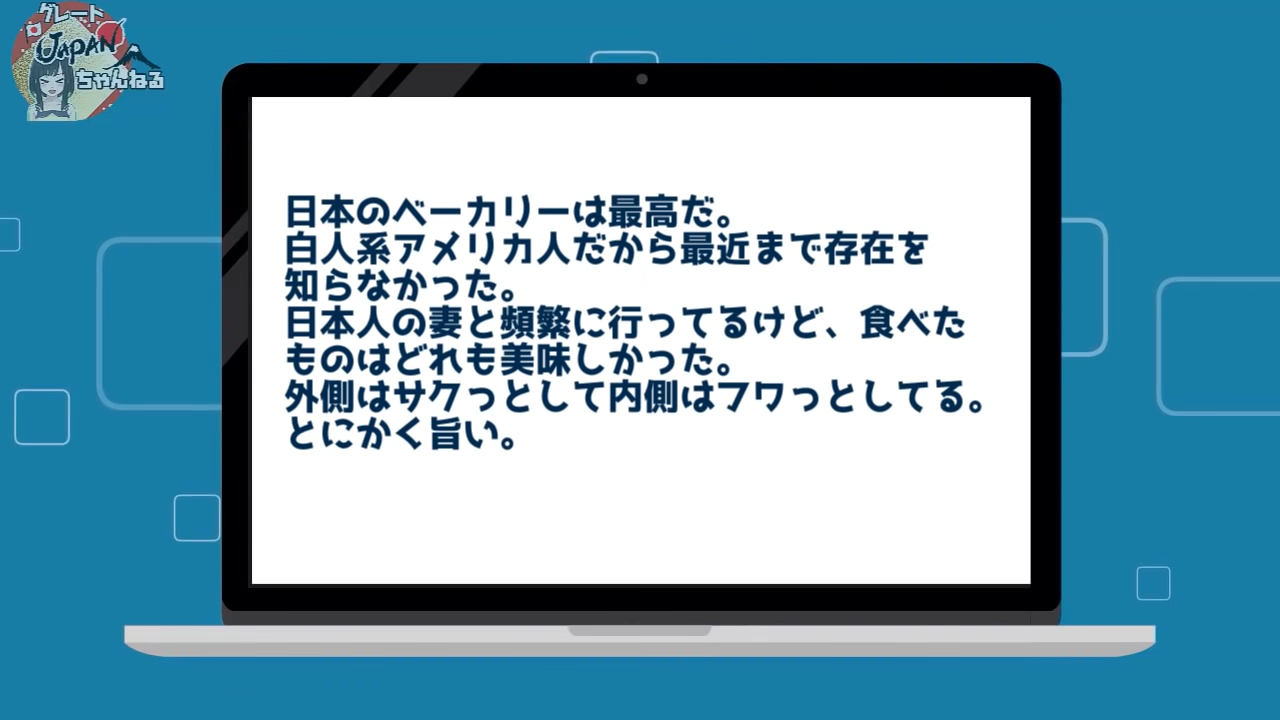 グレート
JAPAN
ちゃんねる
日本のベーカリーは最高だ。
白人系アメリカ人だから最近まで存在を
知らなかった。
日本人の妻と頻繁に行ってるけど、食べた
ものはどれも美味しかった。
外側はサクっとして内側はフワっとしてる。
とにかく旨い。